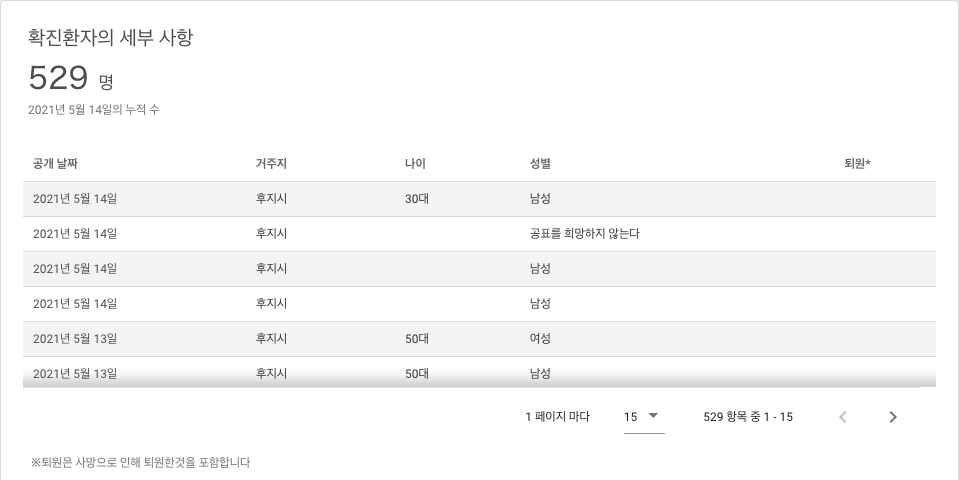 확진환자의 세부 사항
529 명
2021년 5월 14일의 누적 수
공개 날짜 거주지 나이 성별 퇴원*
2021년 5월 14일 후지시 30대 남성
2021년 5월 14일 후지시 공표를 희망하지 않는다
2021년 5월 14일 후지시 남성
2021년 5월 14일 후지시 남성
2021년 5월 13일 후지시 50대 여성
2021년 5월 13일 후지시 50대 남성
1 페이지 마다 15 529 항목 중 1 - 15
※퇴원은 사망으로 인해 퇴원한것을 포함합니다